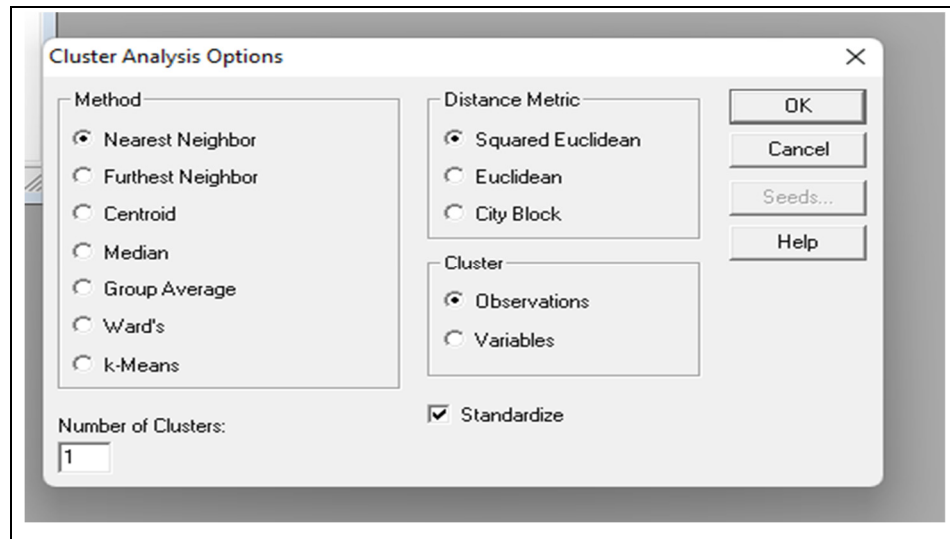 Cluster Analysis Options
Method
Nearest Neighbor
Furthest Neighbor
Centroid
Median
Group Average
Ward's
k-Means
Number of Clusters:
1
Distance Metric
Squared Euclidean
Euclidean
City Block
Cluster
Observations
Variables
Standardize
OK
Cancel
Seeds...
Help